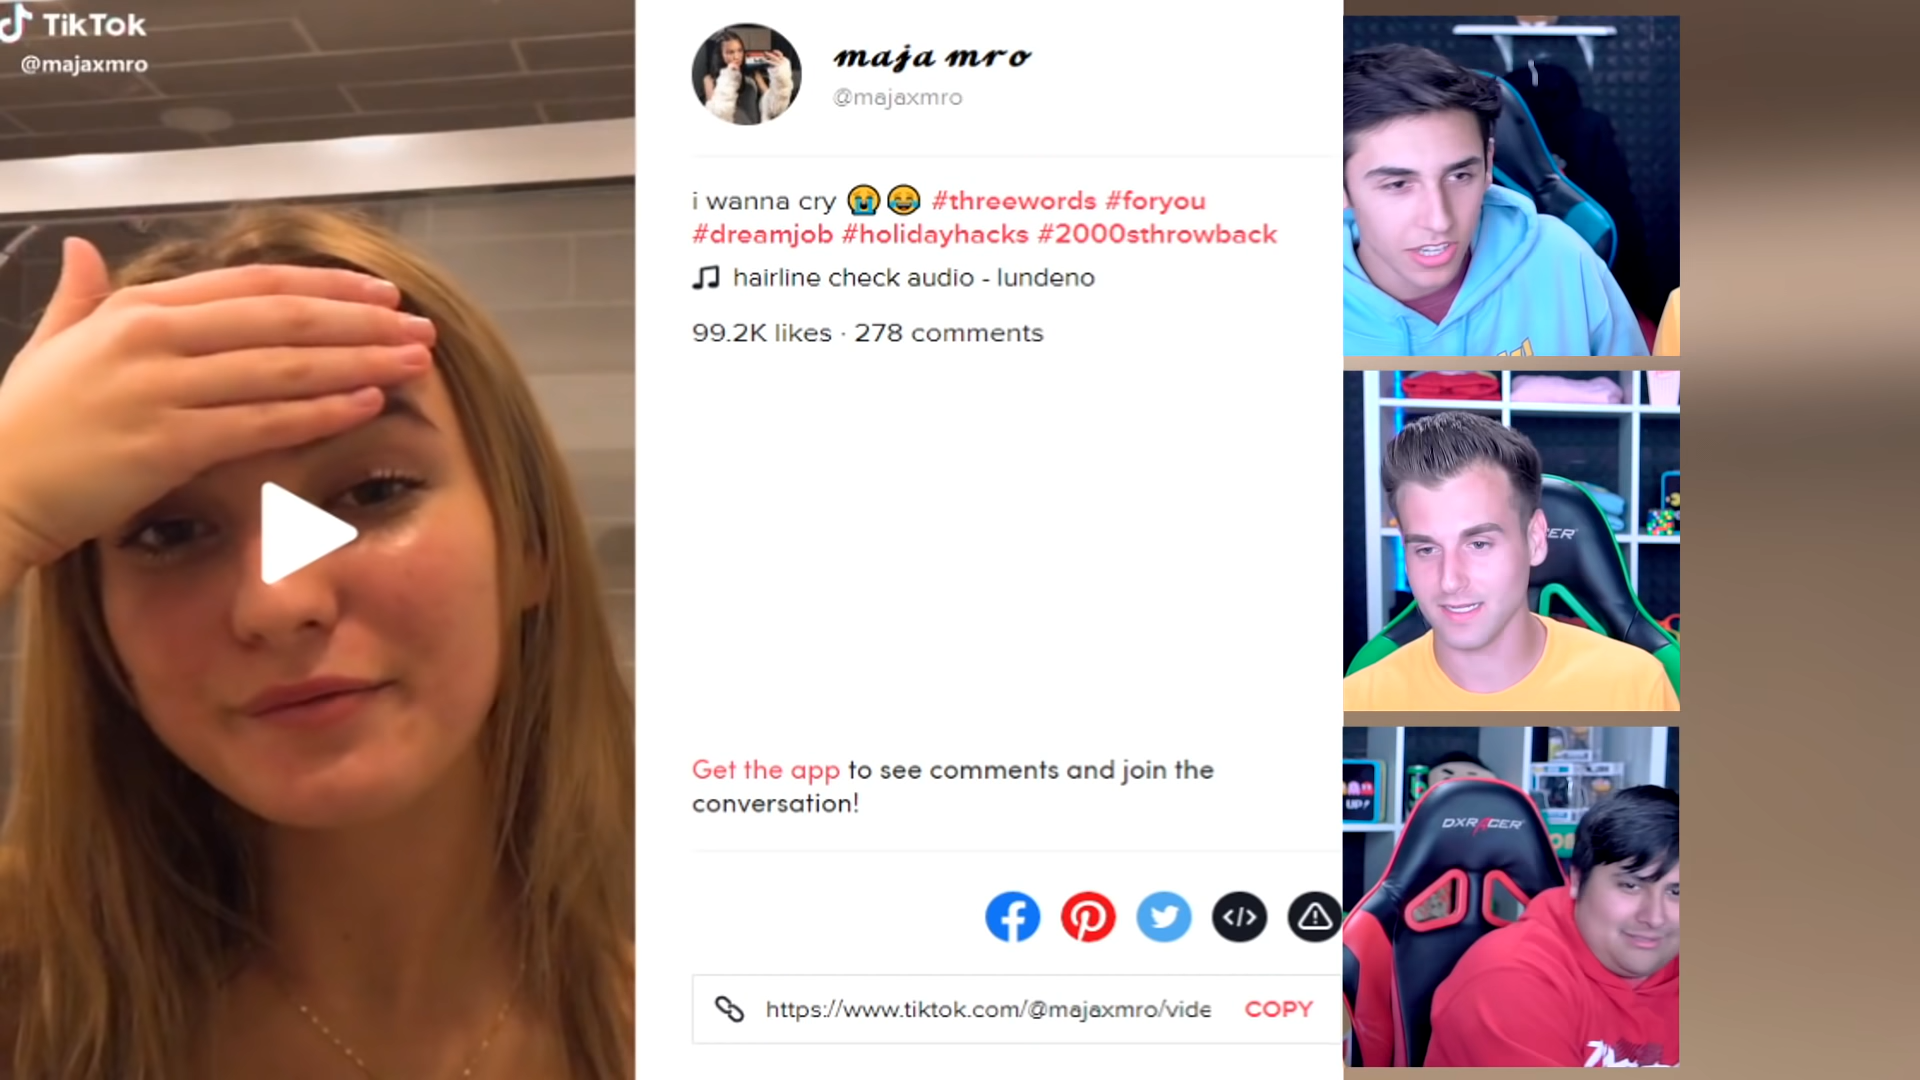 TikTok
@majaxmro
maja mro
@majaxmro
i wanna cry 😭😂 #threewords #foryou
#dreamjob #holidayhacks #2000sthrowback
hairline check audio - lundeno
99.2K likes · 278 comments
Get the app to see comments and join the
conversation!
https://www.tiktok.com/@majaxmro/vide COPY
ER
UP!
DXRACER